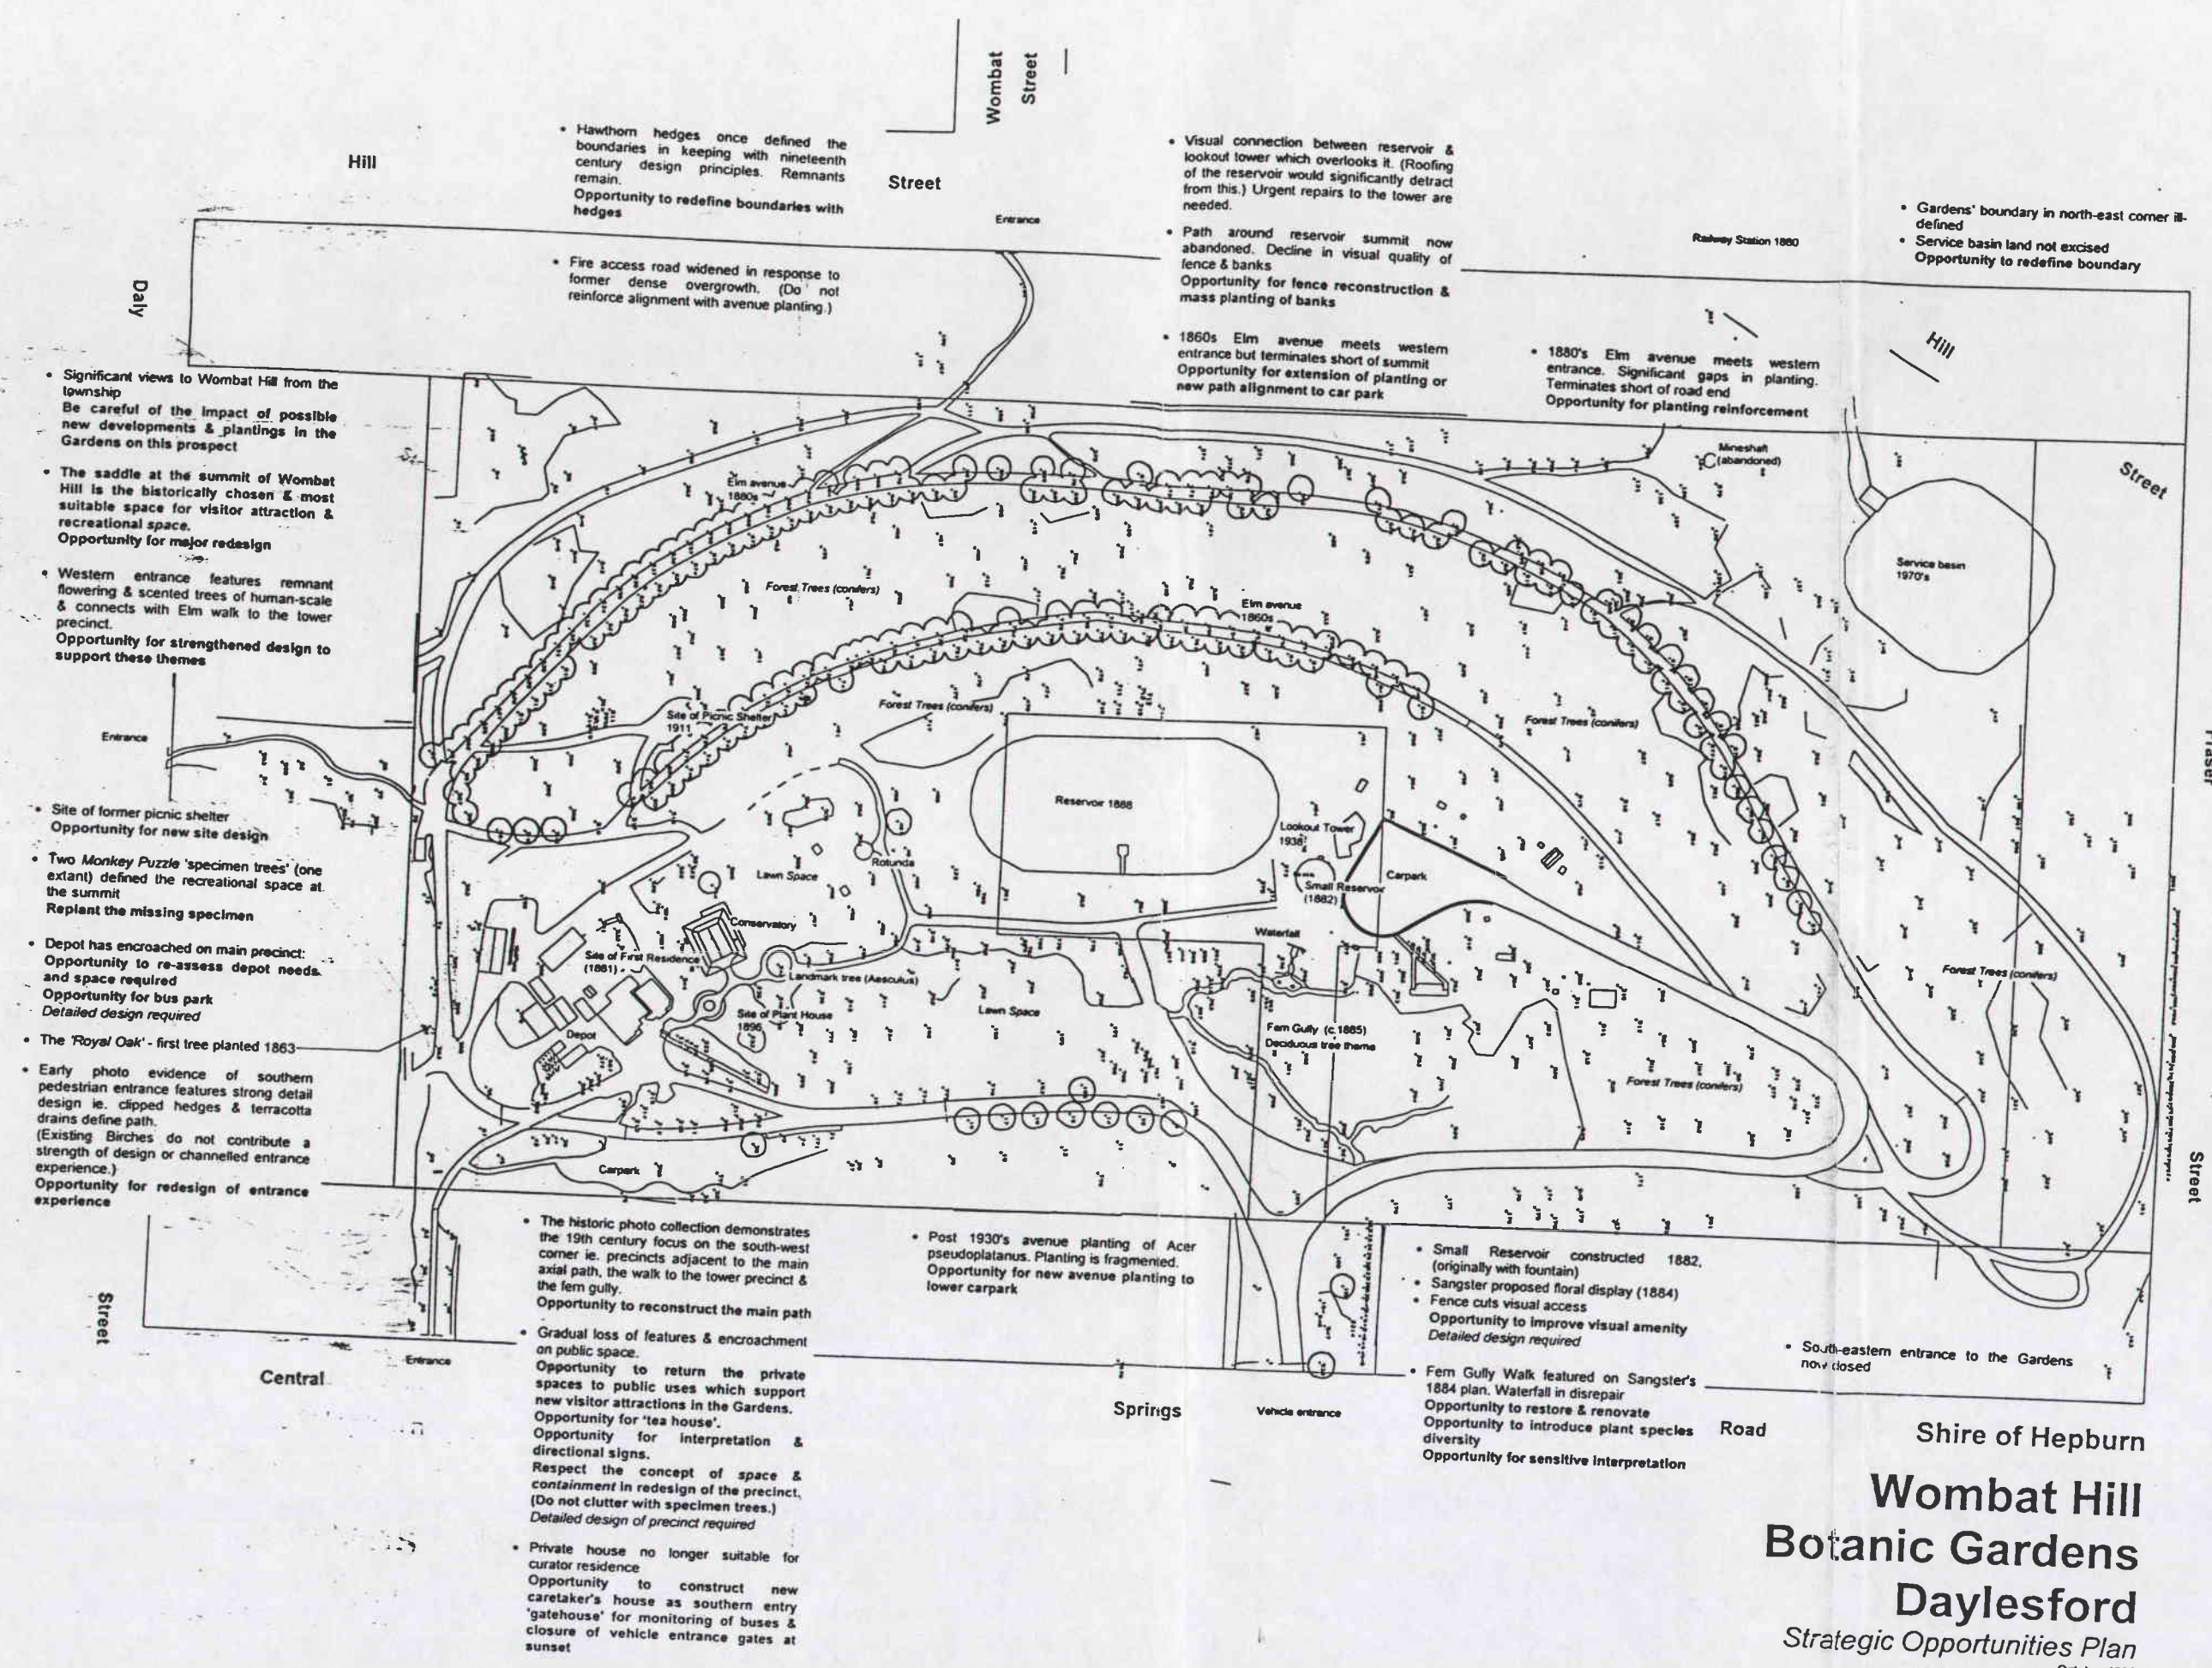 Wombat
Street
Hill
Street
• Hawthorn hedges once defined the
boundaries in keeping with nineteenth
century design principles. Remnants
remain.
Opportunity to redefine boundaries with
hedges
Entrance
• Fire access road widened in response to
former dense overgrowth. (Do not
reinforce alignment with avenue planting.)
• Visual connection between reservoir &
lookout tower which overlooks it. (Roofing
of the reservoir would significantly detract
from this.) Urgent repairs to the tower are
needed.
• Path around reservoir summit now
abandoned. Decline in visual quality of
fence & banks
Opportunity for fence reconstruction &
mass planting of banks
• 1860s Elm avenue meets western
entrance but terminates short of summit
Opportunity for extension of planting or
new path alignment to car park
Railway Station 1880
• Gardens' boundary in north-east corner ill-
defined
• Service basin land not excised
Opportunity to redefine boundary
Hill
• 1880's Elm avenue meets western
entrance. Significant gaps in planting.
Terminates short of road end
Opportunity for planting reinforcement
Street
Daly
• Significant views to Wombat Hill from the
township
Be careful of the impact of possible
new developments & plantings in the
Gardens on this prospect
• The saddle at the summit of Wombat
Hill is the historically chosen & most
suitable space for visitor attraction &
recreational space.
Opportunity for major redesign
• Western entrance features remnant
flowering & scented trees of human-scale
& connects with Elm walk to the tower
precinct.
Opportunity for strengthened design to
support these themes
Entrance
• Site of former picnic shelter
Opportunity for new site design
• Two Monkey Puzzle 'specimen trees' (one
extant) defined the recreational space at
the summit
Replant the missing specimen
• Depot has encroached on main precinct:
Opportunity to re-assess depot needs
and space required
Opportunity for bus park
Detailed design required
• The 'Royal Oak' - first tree planted 1863
• Early photo evidence of southern
pedestrian entrance features strong detail
design ie. clipped hedges & terracotta
drains define path.
(Existing Birches do not contribute a
strength of design or channelled entrance
experience.)
Opportunity for redesign of entrance
experience
Street
Elm avenue
1880s
Mineshaft
(abandoned)
Service basin
1970's
Forest Trees (conifers)
Elm avenue
1860s
Site of Picnic Shelter
1911
Forest Trees (conifers)
Forest Trees (conifers)
Fraser
Reservoir 1888
Lookout Tower
1938
Rotunda
Lawn Space
Small Reservoir
(1882)
Carpark
Conservatory
Waterfall
Site of First Residence
(1881)
Landmark tree (Aesculus)
Forest Trees (conifers)
Site of Plant House
1896
Lawn Space
Depot
Fern Gully (c.1885)
Deciduous tree theme
Forest Trees (conifers)
Carpark
Street
Entrance
Central
• The historic photo collection demonstrates
the 19th century focus on the south-west
corner ie. precincts adjacent to the main
axial path, the walk to the tower precinct &
the fern gully.
Opportunity to reconstruct the main path
• Gradual loss of features & encroachment
on public space.
Opportunity to return the private
spaces to public uses which support
new visitor attractions in the Gardens.
Opportunity for 'tea house'.
Opportunity for interpretation &
directional signs.
Respect the concept of space &
containment in redesign of the precinct.
(Do not clutter with specimen trees.)
Detailed design of precinct required
• Private house no longer suitable for
curator residence
Opportunity to construct new
caretaker's house as southern entry
'gatehouse' for monitoring of buses &
closure of vehicle entrance gates at
sunset
• Post 1930's avenue planting of Acer
pseudoplatanus. Planting is fragmented.
Opportunity for new avenue planting to
lower carpark
Springs
Vehicle entrance
• Small Reservoir constructed 1882,
(originally with fountain)
• Sangster proposed floral display (1884)
• Fence cuts visual access
Opportunity to improve visual amenity
Detailed design required
• Fern Gully Walk featured on Sangster's
1884 plan. Waterfall in disrepair
Opportunity to restore & renovate
Opportunity to introduce plant species
diversity
Opportunity for sensitive interpretation
Road
• South-eastern entrance to the Gardens
now closed
Shire of Hepburn
Wombat Hill
Botanic Gardens
Daylesford
Strategic Opportunities Plan